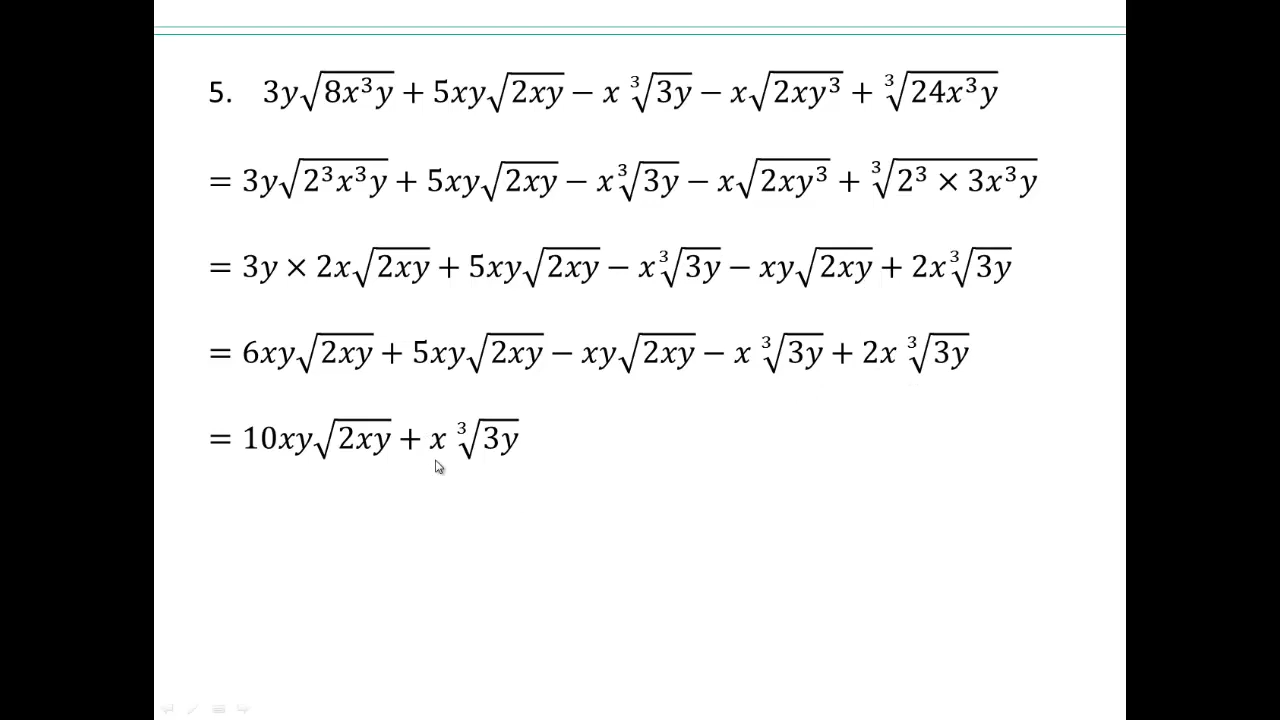 5. 3y√(8x³y) + 5xy√(2xy) − x ∛(3y) − x√(2xy³) + ∛(24x³y)
= 3y√(2³x³y) + 5xy√(2xy) − x∛(3y) − x√(2xy³) + ∛(2³ × 3x³y)
= 3y × 2x√(2xy) + 5xy√(2xy) − x∛(3y) − xy√(2xy) + 2x∛(3y)
= 6xy√(2xy) + 5xy√(2xy) − xy√(2xy) − x ∛(3y) + 2x ∛(3y)
= 10xy√(2xy) + x ∛(3y)